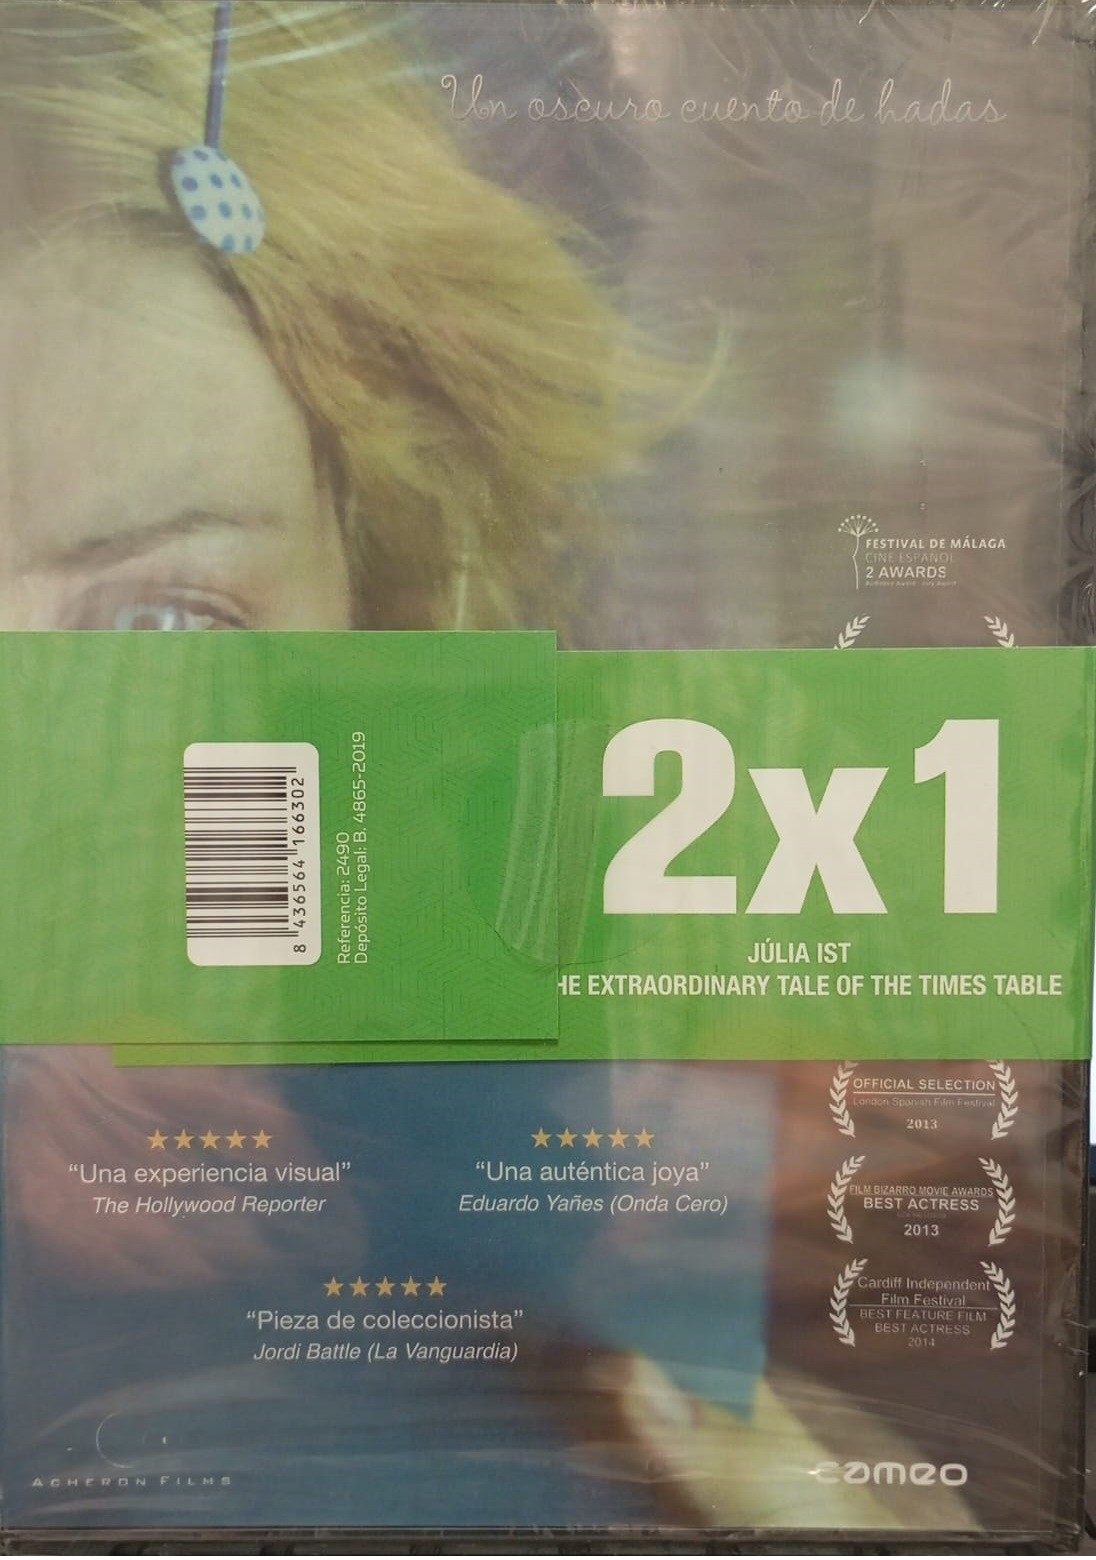 Un oscuro cuento de hadas
FESTIVAL DE MÁLAGA
CINE ESPAÑOL
2 AWARDS
2x1
JÚLIA IST
HE EXTRAORDINARY TALE OF THE TIMES TABLE
8 436564 166302
Referencia: 2490
Depósito Legal: B. 4865-2019
OFFICIAL SELECTION
London Spanish Film Festival
2013
★★★★★
“Una experiencia visual”
The Hollywood Reporter
★★★★★
“Una auténtica joya”
Eduardo Yañes (Onda Cero)
FILM BIZARRO MOVIE AWARDS
BEST ACTRESS
2013
★★★★★
“Pieza de coleccionista”
Jordi Battle (La Vanguardia)
Cardiff Independent
Film Festival
BEST FEATURE FILM
BEST ACTRESS
2014
ACHERON FILMS
cameo